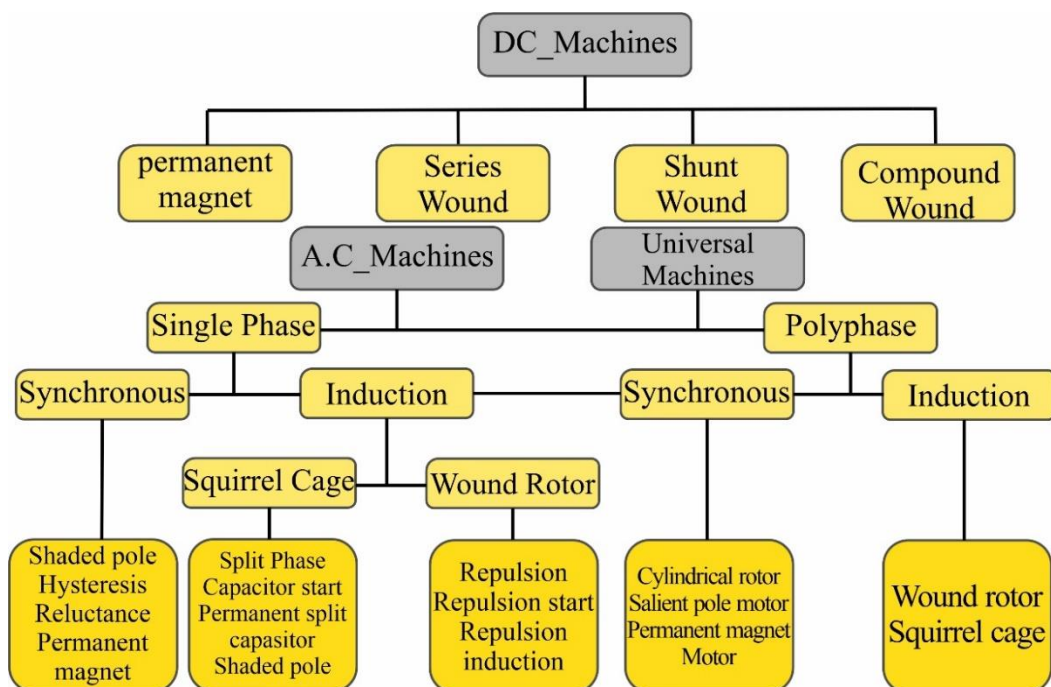 DC_Machines
permanent
magnet
Series
Wound
Shunt
Wound
Compound
Wound
A.C_Machines
Universal
Machines
Single Phase
Polyphase
Synchronous
Induction
Synchronous
Induction
Squirrel Cage
Wound Rotor
Shaded pole
Hysteresis
Reluctance
Permanent
magnet
Split Phase
Capacitor start
Permanent split
capasitor
Shaded pole
Repulsion
Repulsion start
Repulsion
induction
Cylindrical rotor
Salient pole motor
Permanent magnet
Motor
Wound rotor
Squirrel cage